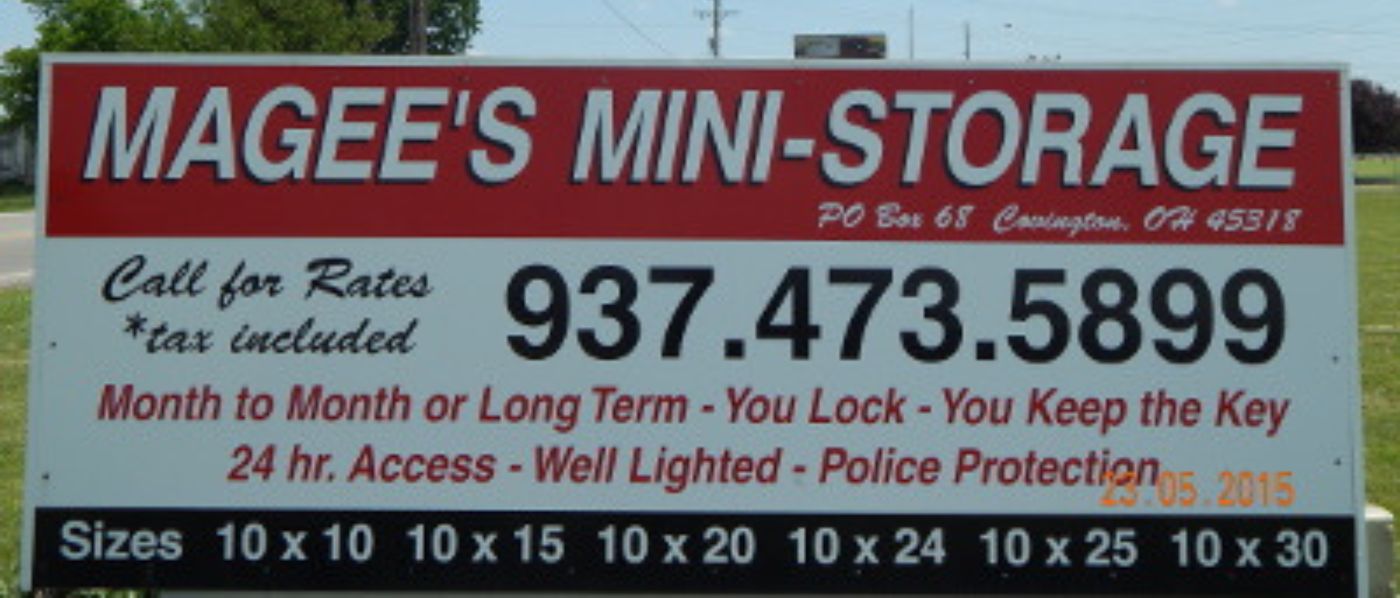 MAGEE'S MINI-STORAGE
PO Box 68 Covington, OH 45318
Call for Rates
*tax included
937.473.5899
Month to Month or Long Term - You Lock - You Keep the Key
24 hr. Access - Well Lighted - Police Protection
23.05.2015
Sizes 10 x 10 10 x 15 10 x 20 10 x 24 10 x 25 10 x 30